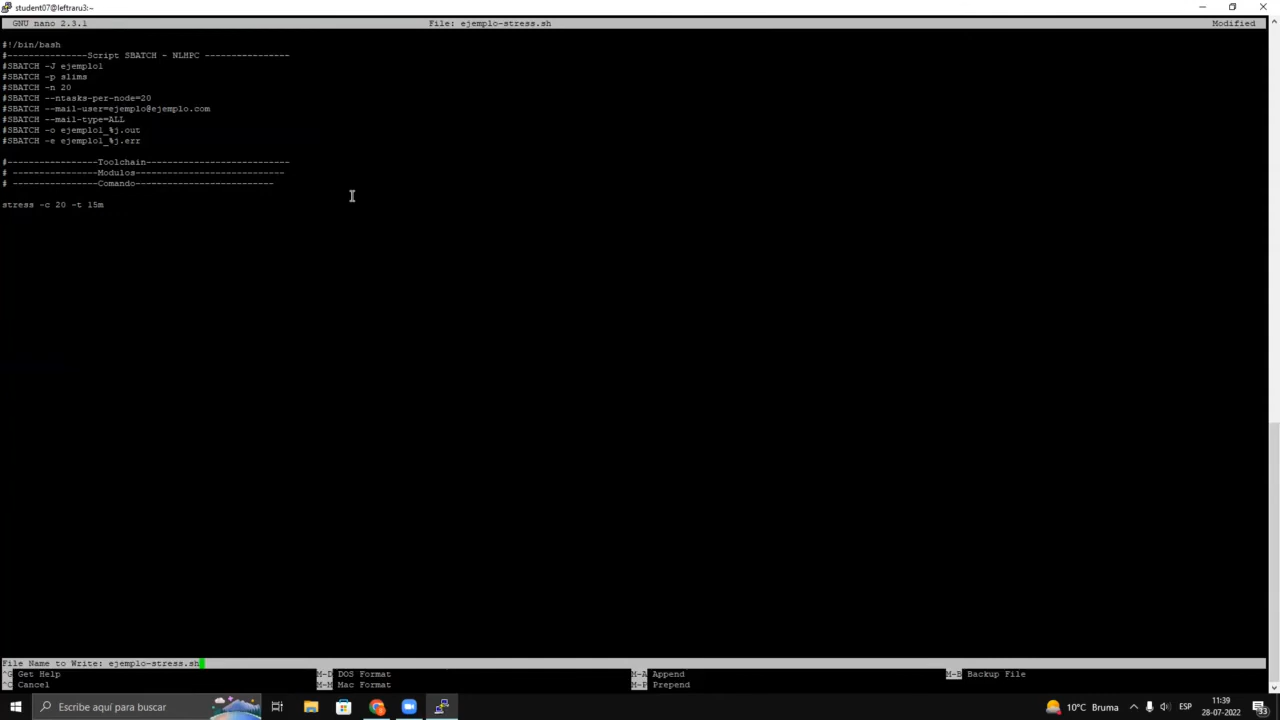 student07@leftraru3:~
GNU nano 2.3.1 File: ejemplo-stress.sh Modified
#!/bin/bash
#---------------Script SBATCH - NLHPC ----------------
#SBATCH -J ejemplo1
#SBATCH -p slims
#SBATCH -n 20
#SBATCH --ntasks-per-node=20
#SBATCH --mail-user=ejemplo@ejemplo.com
#SBATCH --mail-type=ALL
#SBATCH -o ejemplo1_%j.out
#SBATCH -e ejemplo1_%j.err
#-----------------Toolchain---------------------------
# ----------------Modulos----------------------------
# ----------------Comando--------------------------
stress -c 20 -t 15m
File Name to Write: ejemplo-stress.sh
^G Get Help M-D DOS Format M-A Append M-B Backup File
^C Cancel M-M Mac Format M-P Prepend
Escribe aquí para buscar
10°C Bruma
ESP
11:39
28-07-2022
33